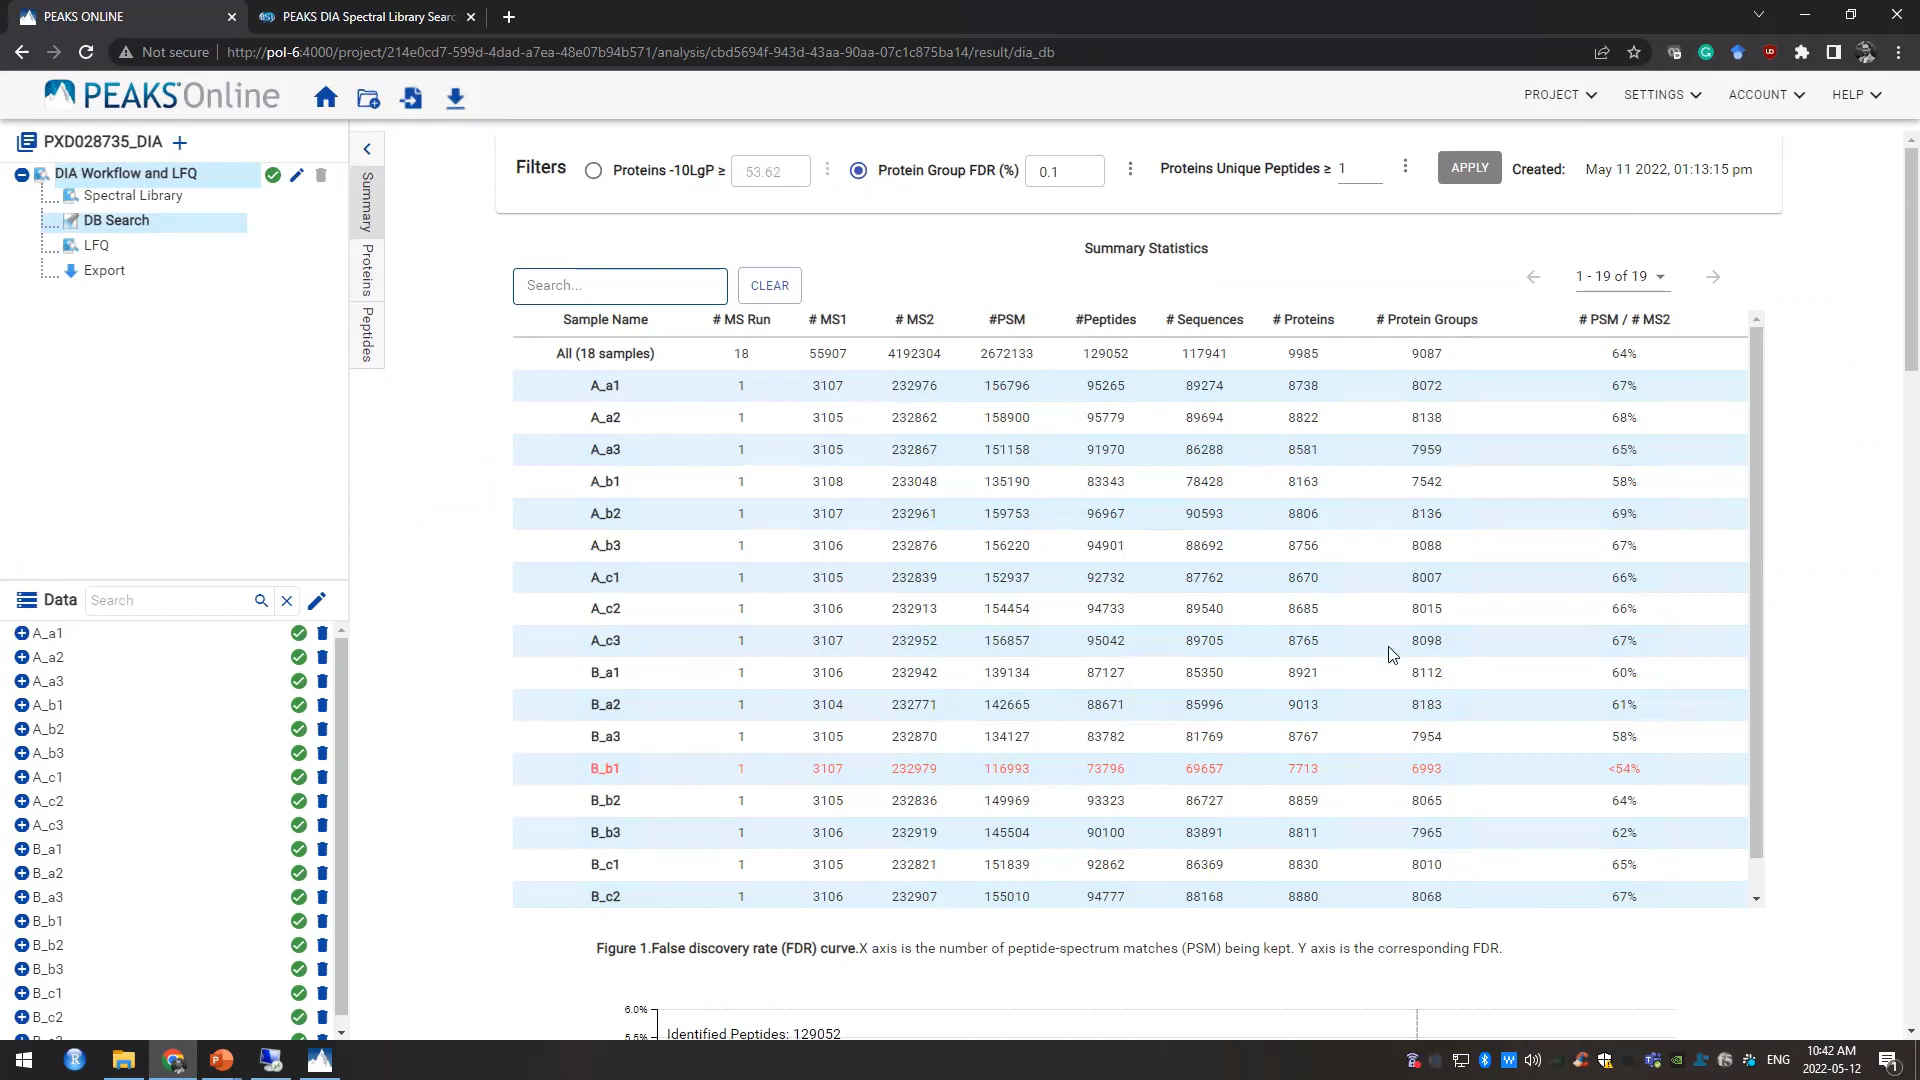 PEAKS ONLINE
PEAKS DIA Spectral Library Searc
Not secure
http://pol-6:4000/project/214e0cd7-599d-4dad-a7ea-48e07b94b571/analysis/cbd5694f-943d-43aa-90aa-07c1c875ba14/result/dia_db
PEAKS Online
PROJECT
SETTINGS
ACCOUNT
HELP
PXD028735_DIA
DIA Workflow and LFQ
Spectral Library
DB Search
LFQ
Export
Summary
Proteins
Peptides
Filters
Proteins -10LgP ≥ 53.62
Protein Group FDR (%) 0.1
Proteins Unique Peptides ≥ 1
APPLY
Created: May 11 2022, 01:13:15 pm
Summary Statistics
Search...
CLEAR
1 - 19 of 19
Sample Name # MS Run # MS1 # MS2 #PSM #Peptides # Sequences # Proteins # Protein Groups # PSM / # MS2
All (18 samples) 18 55907 4192304 2672133 129052 117941 9985 9087 64%
A_a1 1 3107 232976 156796 95265 89274 8738 8072 67%
A_a2 1 3105 232862 158900 95779 89694 8822 8138 68%
A_a3 1 3105 232867 151158 91970 86288 8581 7959 65%
A_b1 1 3108 233048 135190 83343 78428 8163 7542 58%
A_b2 1 3107 232961 159753 96967 90593 8806 8136 69%
A_b3 1 3106 232876 156220 94901 88692 8756 8088 67%
A_c1 1 3105 232839 152937 92732 87762 8670 8007 66%
A_c2 1 3106 232913 154454 94733 89540 8685 8015 66%
A_c3 1 3107 232952 156857 95042 89705 8765 8098 67%
B_a1 1 3106 232942 139134 87127 85350 8921 8112 60%
B_a2 1 3104 232771 142665 88671 85996 9013 8183 61%
B_a3 1 3105 232870 134127 83782 81769 8767 7954 58%
B_b1 1 3107 232979 116993 73796 69657 7713 6993 <54%
B_b2 1 3105 232836 149969 93323 86727 8859 8065 64%
B_b3 1 3106 232919 145504 90100 83891 8811 7965 62%
B_c1 1 3105 232821 151839 92862 86369 8830 8010 65%
B_c2 1 3106 232907 155010 94777 88168 8880 8068 67%
Figure 1.False discovery rate (FDR) curve.X axis is the number of peptide-spectrum matches (PSM) being kept. Y axis is the corresponding FDR.
6.0%
5.5%
Identified Peptides: 129052
Data
Search
A_a1
A_a2
A_a3
A_b1
A_b2
A_b3
A_c1
A_c2
A_c3
B_a1
B_a2
B_a3
B_b1
B_b2
B_b3
B_c1
B_c2
ENG
10:42 AM
2022-05-12